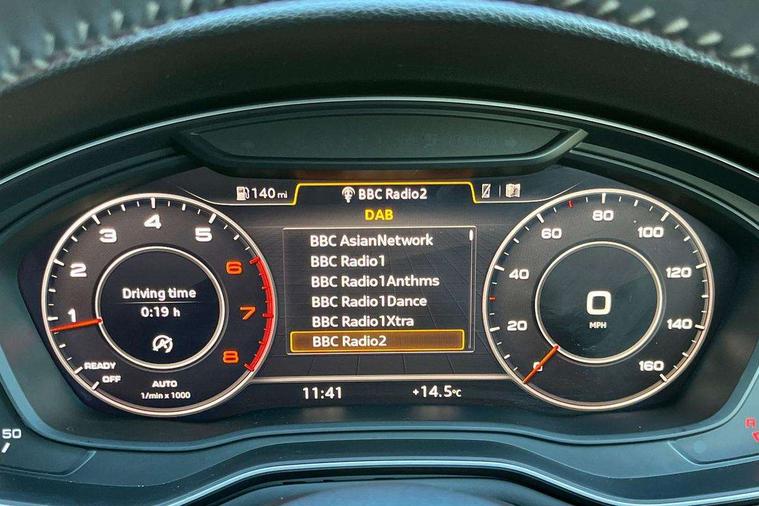 140 mi
BBC Radio2
DAB
BBC AsianNetwork
BBC Radio1
BBC Radio1Anthms
BBC Radio1Dance
BBC Radio1Xtra
BBC Radio2
11:41
+14.5°C
1
2
3
4
5
6
7
8
Driving time
0:19 h
READY
OFF
AUTO
1/min x 1000
0
20
40
60
80
100
120
140
160
0
MPH
50